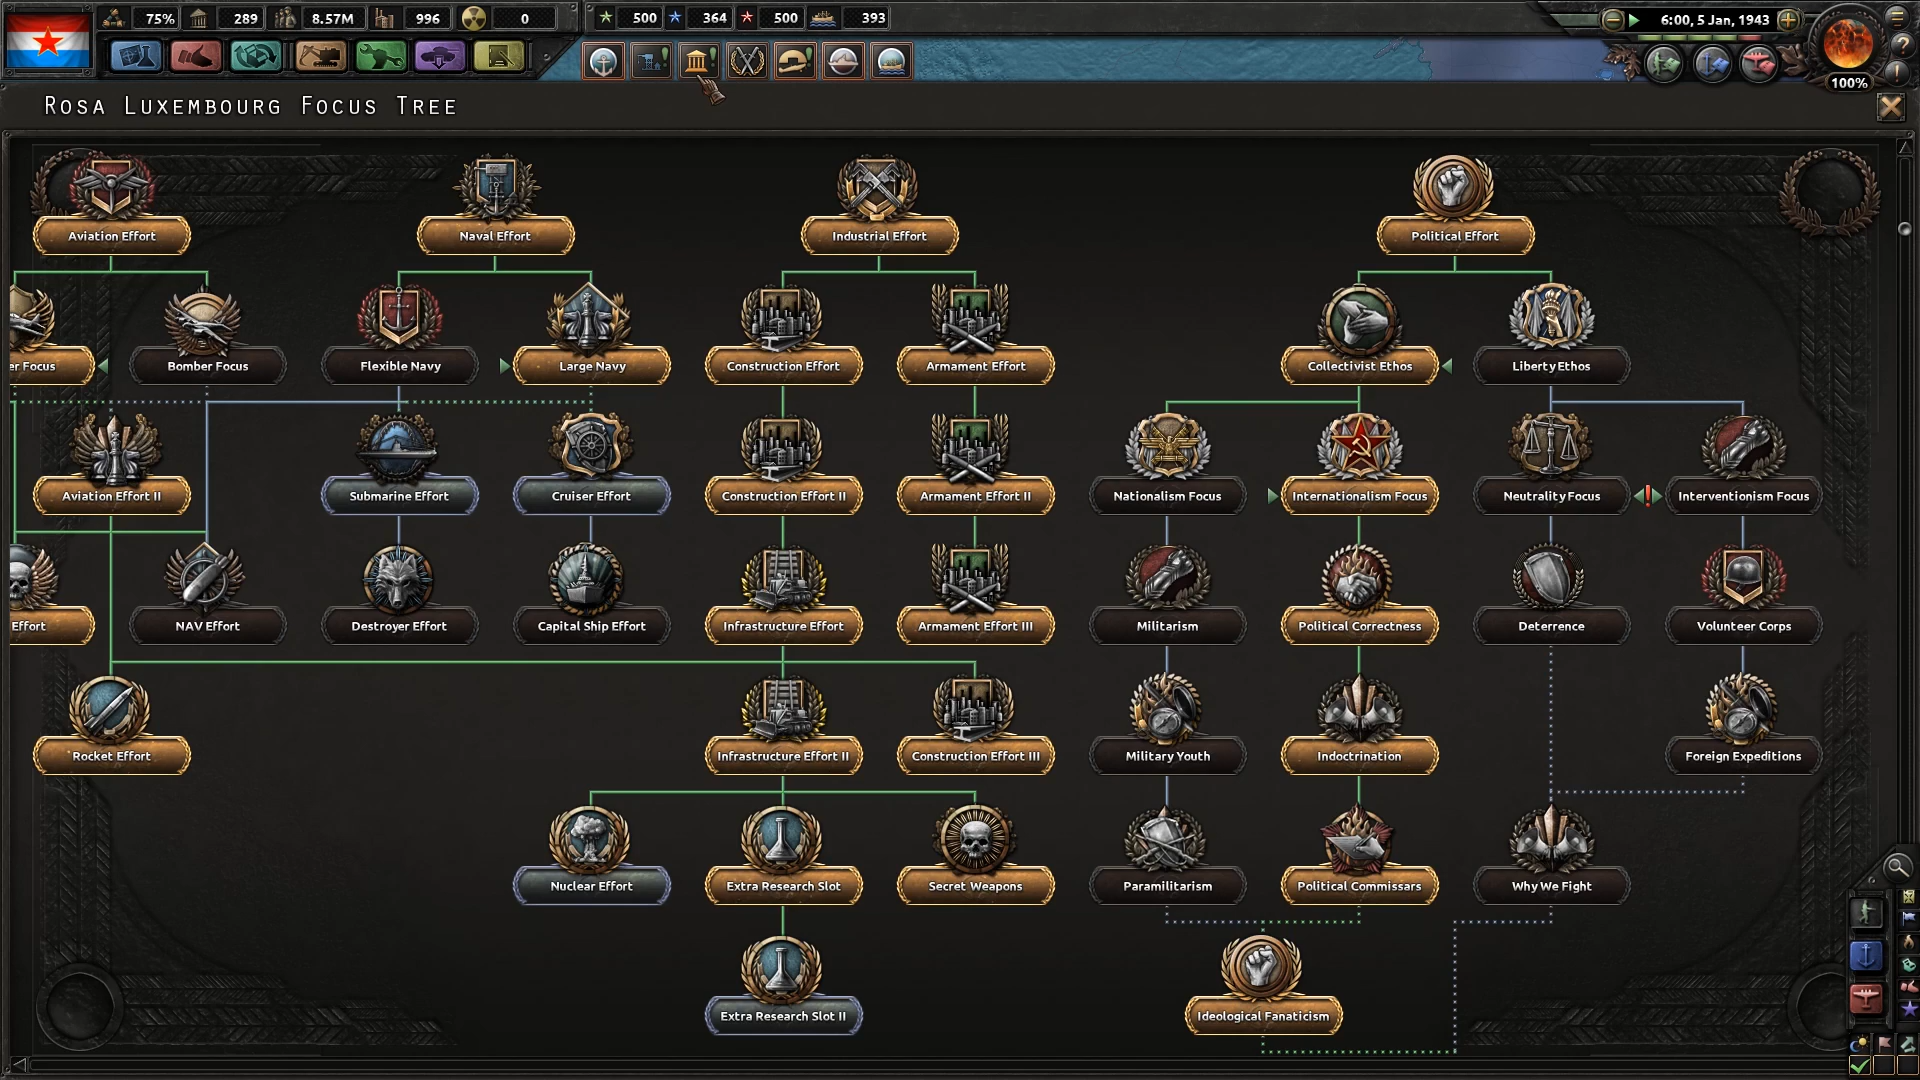 75%
289
8.57M
996
0
500
364
500
393
6:00, 5 Jan, 1943
100%
Rosa Luxembourg Focus Tree
Aviation Effort
Naval Effort
Industrial Effort
Political Effort
er Focus
Bomber Focus
Flexible Navy
Large Navy
Construction Effort
Armament Effort
Collectivist Ethos
Liberty Ethos
Aviation Effort II
Submarine Effort
Cruiser Effort
Construction Effort II
Armament Effort II
Nationalism Focus
Internationalism Focus
Neutrality Focus
Interventionism Focus
Effort
NAV Effort
Destroyer Effort
Capital Ship Effort
Infrastructure Effort
Armament Effort III
Militarism
Political Correctness
Deterrence
Volunteer Corps
Rocket Effort
Infrastructure Effort II
Construction Effort III
Military Youth
Indoctrination
Foreign Expeditions
Nuclear Effort
Extra Research Slot
Secret Weapons
Paramilitarism
Political Commissars
Why We Fight
Extra Research Slot II
Ideological Fanaticism